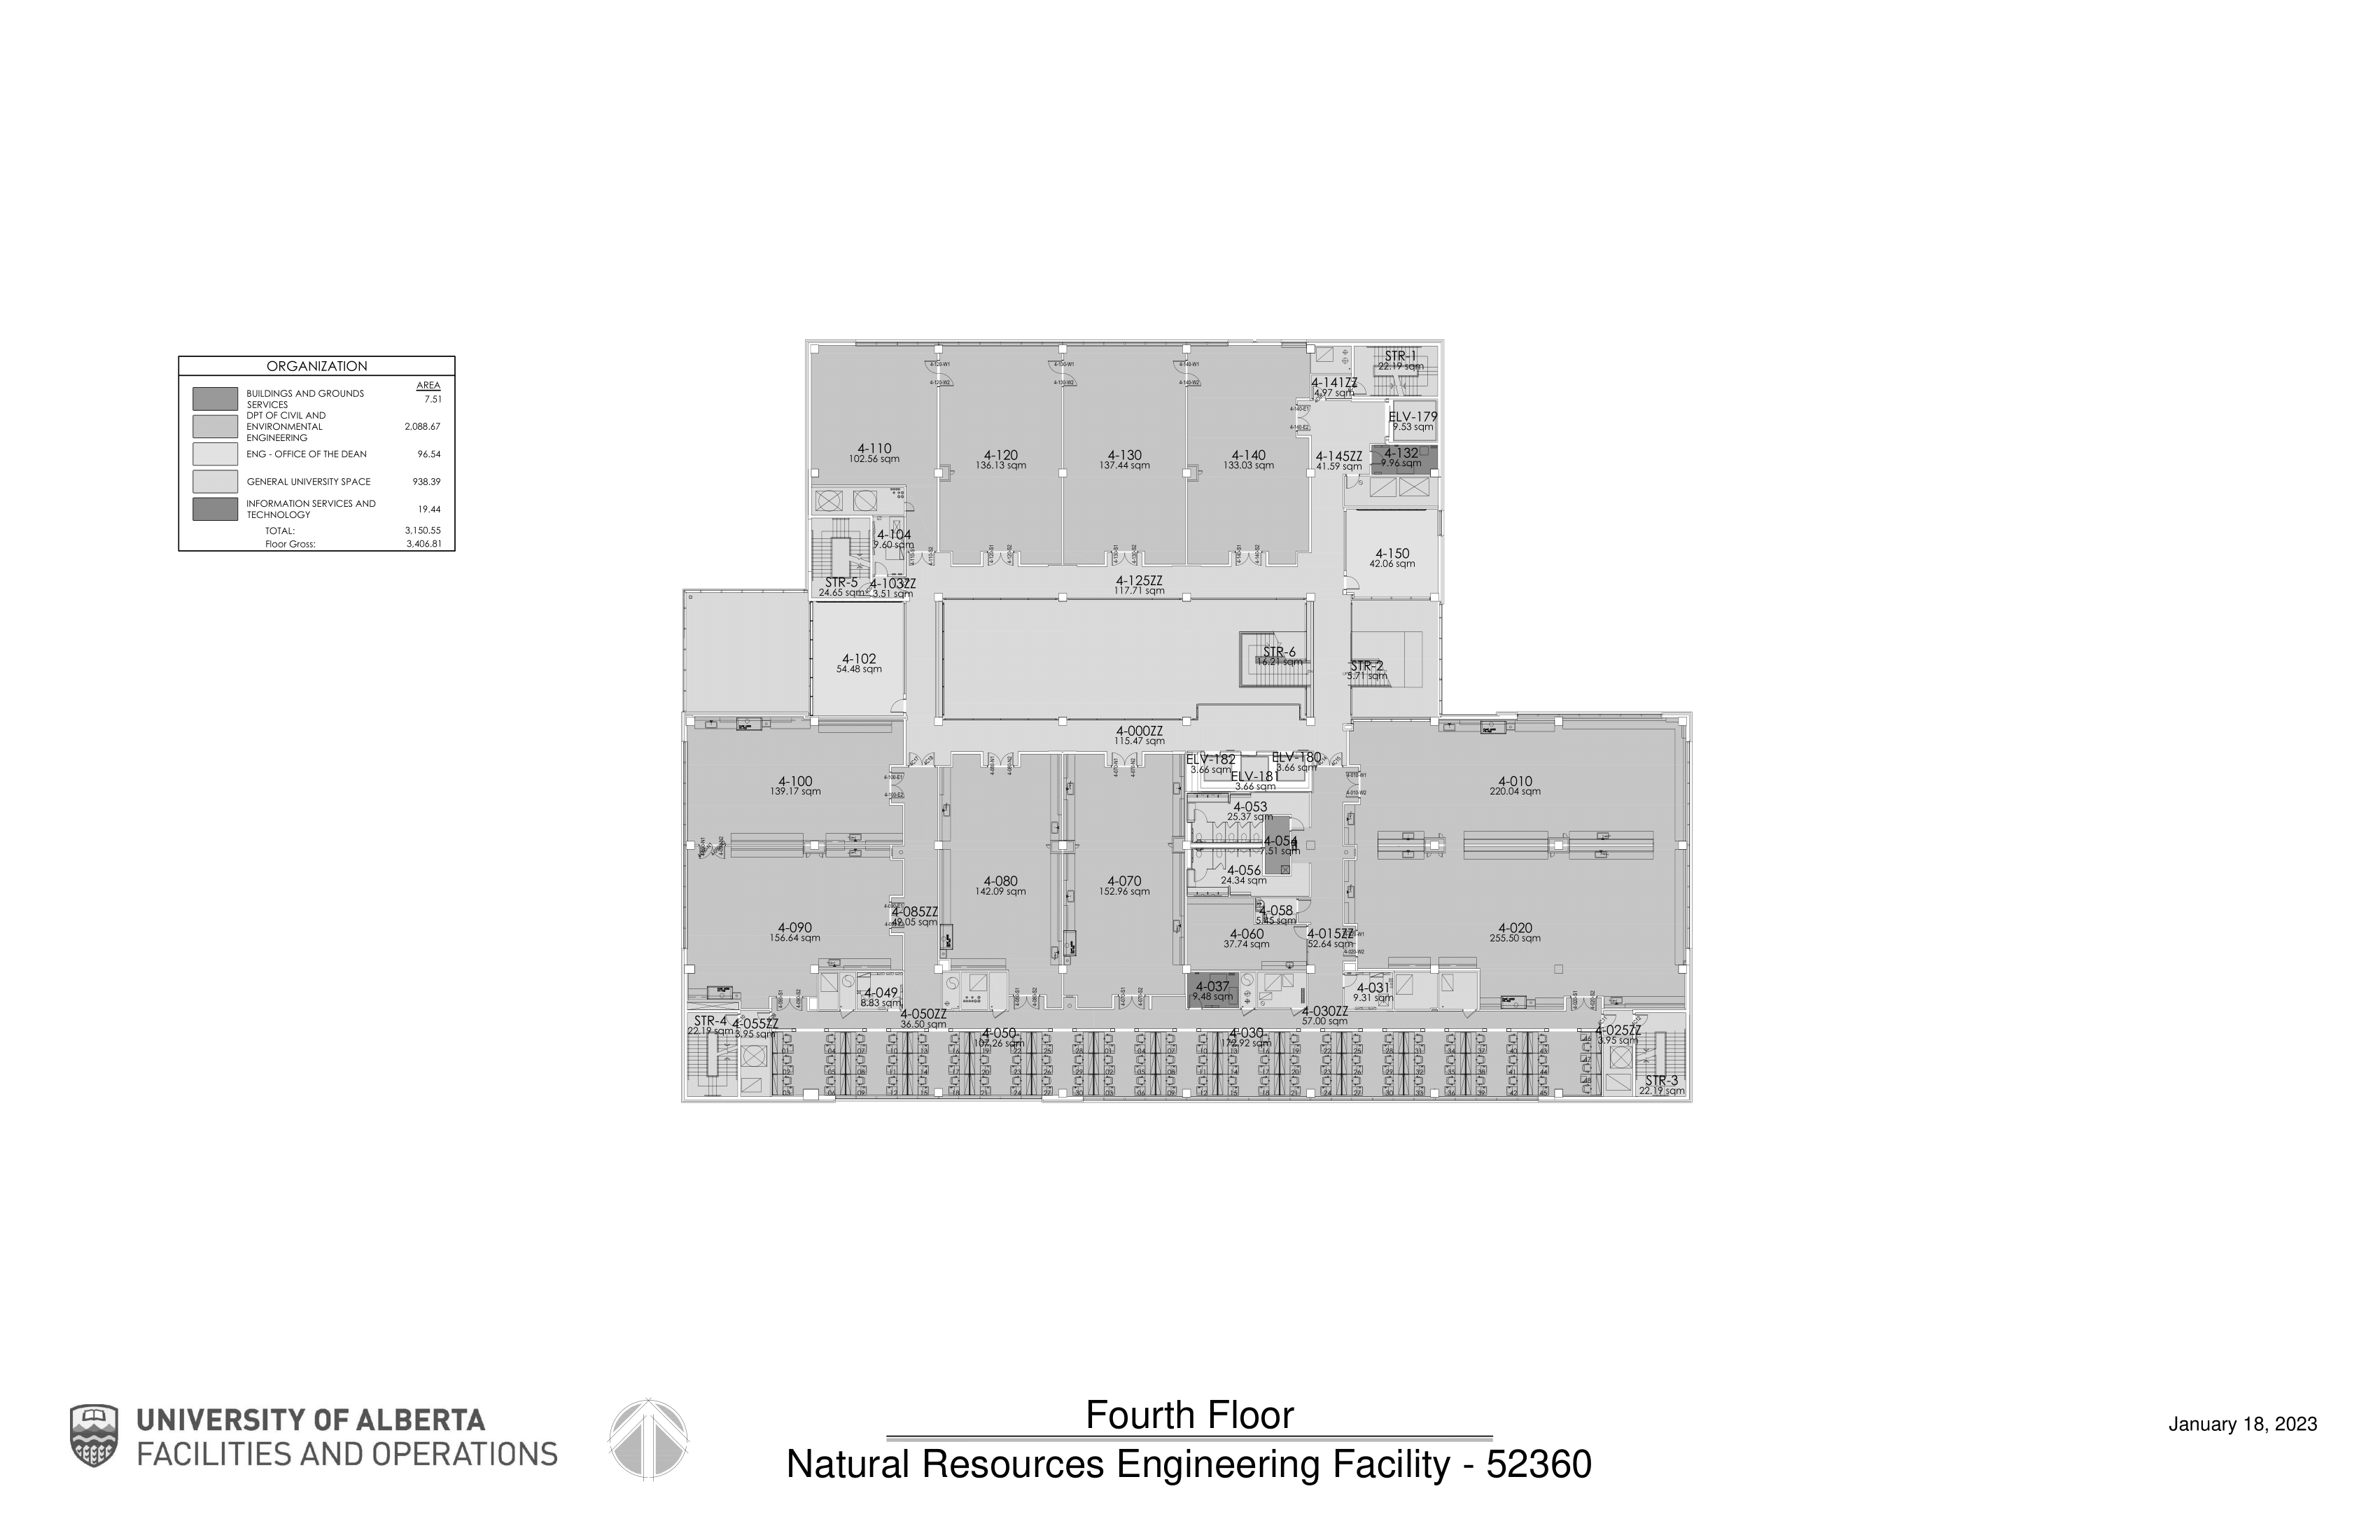 ORGANIZATION
AREA
BUILDINGS AND GROUNDS SERVICES 7.51
DPT OF CIVIL AND ENVIRONMENTAL ENGINEERING 2,088.67
ENG - OFFICE OF THE DEAN 96.54
GENERAL UNIVERSITY SPACE 938.39
INFORMATION SERVICES AND TECHNOLOGY 19.44
TOTAL: 3,150.55
Floor Gross: 3,406.81
STR-1
22.19 sqm
4-141ZZ
4.97 sqm
ELV-179
9.53 sqm
4-110
102.56 sqm
4-120
136.13 sqm
4-130
137.44 sqm
4-140
133.03 sqm
4-145ZZ
41.59 sqm
4-132
9.96 sqm
4-104
9.60 sqm
4-150
42.06 sqm
STR-5
24.65 sqm
4-103ZZ
3.51 sqm
4-125ZZ
117.71 sqm
4-102
54.48 sqm
STR-6
16.21 sqm
STR-2
5.71 sqm
4-000ZZ
115.47 sqm
ELV-182
3.66 sqm
ELV-181
3.66 sqm
ELV-180
3.66 sqm
4-100
139.17 sqm
4-010
220.04 sqm
4-053
25.37 sqm
4-054
7.51 sqm
4-056
24.34 sqm
4-080
142.09 sqm
4-070
152.96 sqm
4-058
5.45 sqm
4-085ZZ
49.05 sqm
4-090
156.64 sqm
4-060
37.74 sqm
4-015ZZ
52.64 sqm
4-020
255.50 sqm
4-049
8.83 sqm
4-037
9.48 sqm
4-031
9.31 sqm
4-050ZZ
36.50 sqm
4-030ZZ
57.00 sqm
STR-4
22.19 sqm
4-055ZZ
3.95 sqm
4-050
107.26 sqm
4-030
172.92 sqm
4-025ZZ
3.95 sqm
STR-3
22.19 sqm
UNIVERSITY OF ALBERTA
FACILITIES AND OPERATIONS
Fourth Floor
Natural Resources Engineering Facility - 52360
January 18, 2023